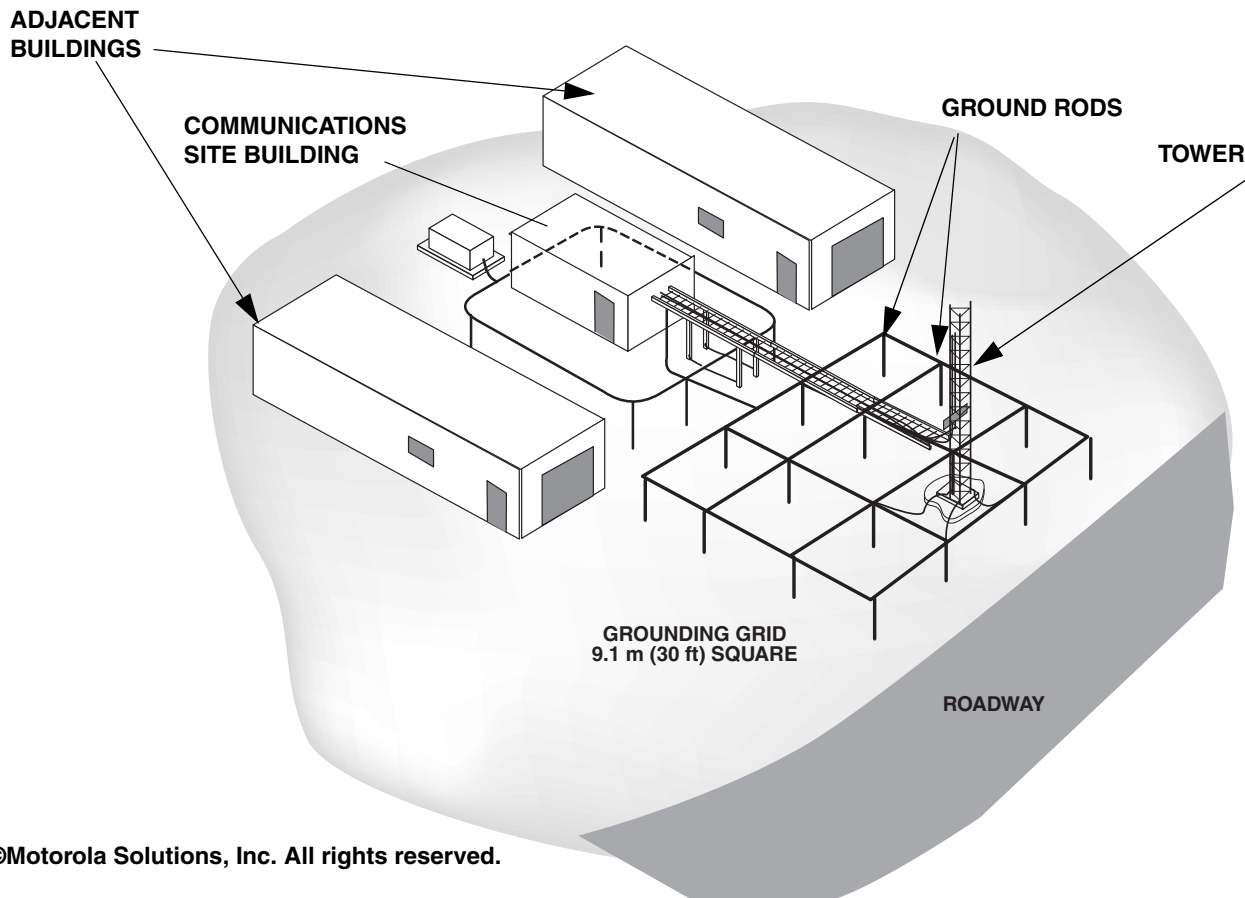 ADJACENT
BUILDINGS
COMMUNICATIONS
SITE BUILDING
GROUND RODS
TOWER
GROUNDING GRID
9.1 m (30 ft) SQUARE
ROADWAY
©Motorola Solutions, Inc. All rights reserved.